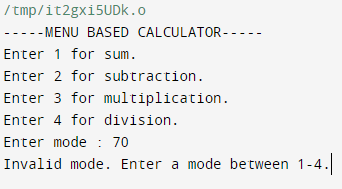 /tmp/it2gxi5UDk.o
-----MENU BASED CALCULATOR-----
Enter 1 for sum.
Enter 2 for subtraction.
Enter 3 for multiplication.
Enter 4 for division.
Enter mode : 70
Invalid mode. Enter a mode between 1-4.